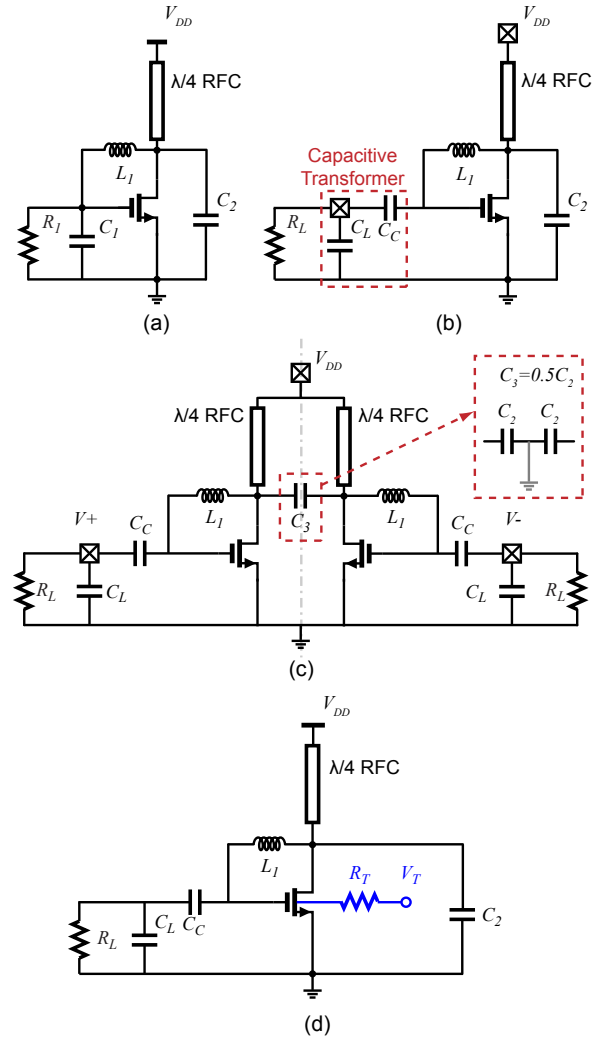 V_DD
λ/4 RFC
L_1
R_1
C_1
C_2
(a)
V_DD
λ/4 RFC
Capacitive
Transformer
L_1
R_L
C_L
C_C
C_2
(b)
V_DD
λ/4 RFC
λ/4 RFC
C_3=0.5C_2
C_2
C_2
V+
C_C
L_1
C_3
L_1
C_C
V-
R_L
C_L
C_L
R_L
(c)
V_DD
λ/4 RFC
L_1
R_T
V_T
R_L
C_L
C_C
C_2
(d)